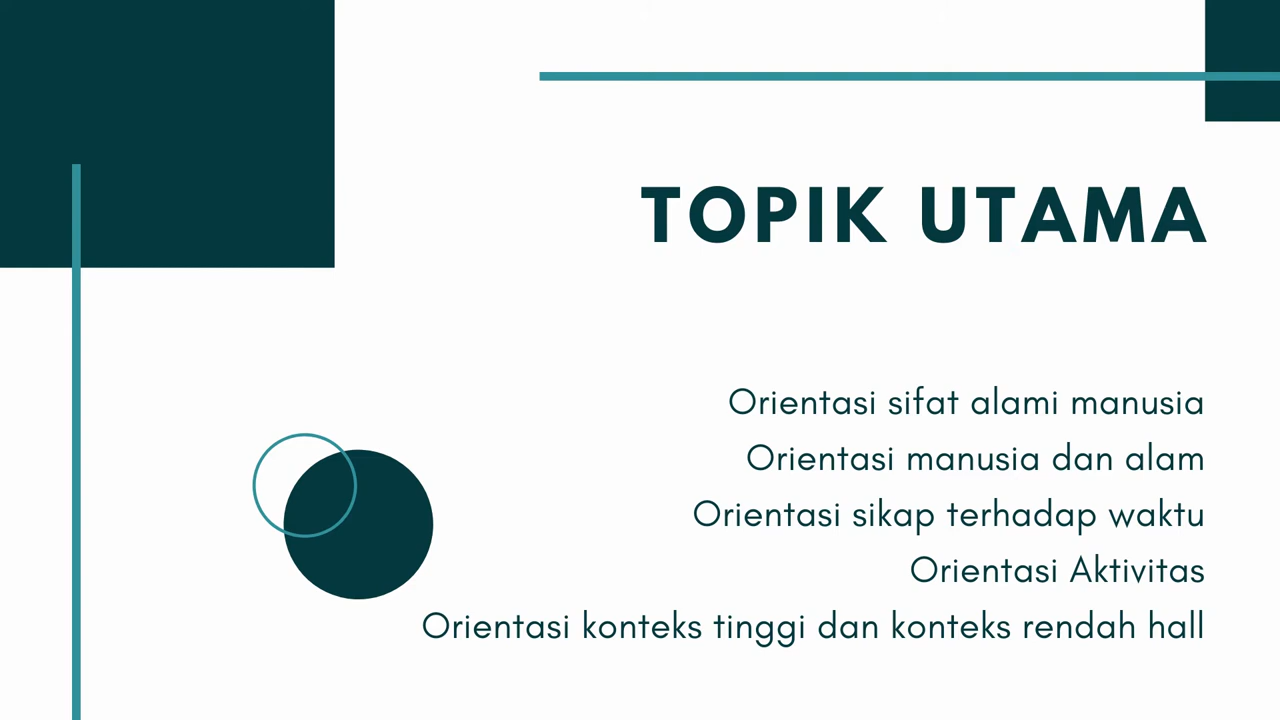 TOPIK UTAMA
Orientasi sifat alami manusia
Orientasi manusia dan alam
Orientasi sikap terhadap waktu
Orientasi Aktivitas
Orientasi konteks tinggi dan konteks rendah hall